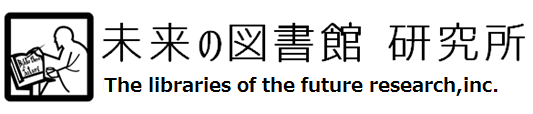 未来の図書館 研究所
The libraries of the future research,inc.